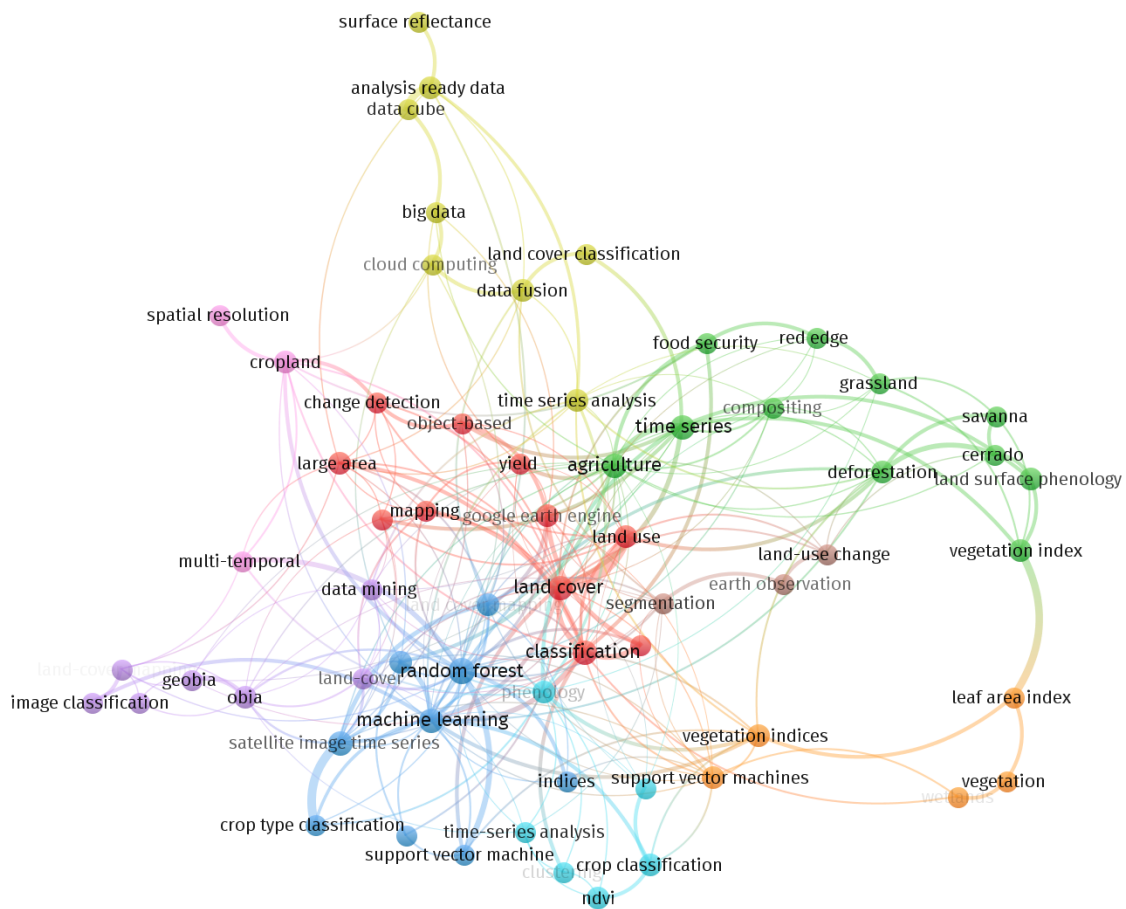 surface reflectance
analysis ready data
data cube
big data
land cover classification
cloud computing
data fusion
spatial resolution
food security
red edge
cropland
grassland
change detection
time series analysis
compositing
object-based
time series
savanna
cerrado
large area
yield
agriculture
deforestation
land surface phenology
mapping
google earth engine
land use
vegetation index
land-use change
multi-temporal
data mining
land cover
earth observation
segmentation
classification
random forest
geobia
land-cover
phenology
obia
image classification
leaf area index
machine learning
vegetation indices
satellite image time series
indices
support vector machines
vegetation
wetlands
crop type classification
time-series analysis
support vector machine
crop classification
clustering
ndvi